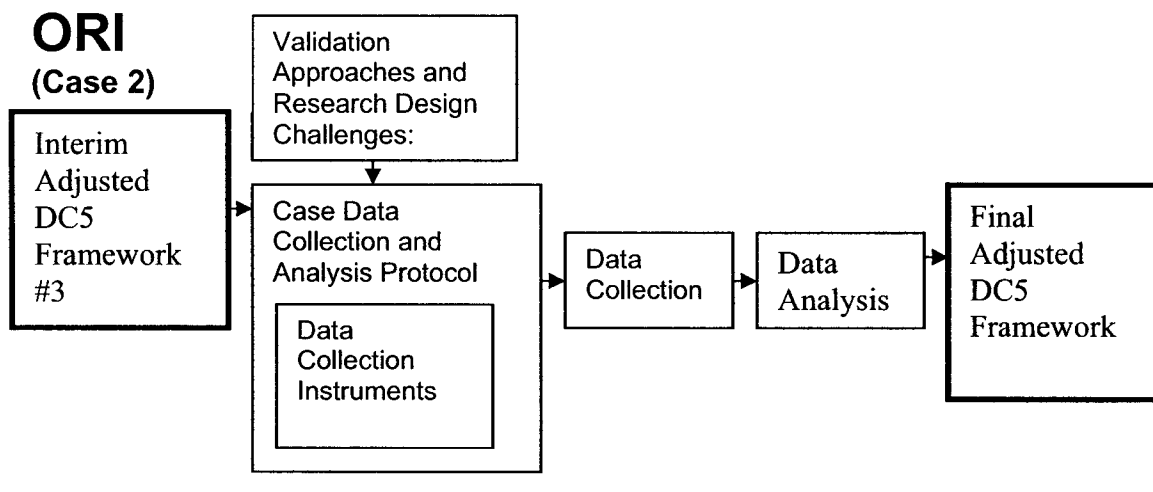 ORI
(Case 2)
Interim
Adjusted
DC5
Framework
#3
Validation
Approaches and
Research Design
Challenges:
Case Data
Collection and
Analysis Protocol
Data
Collection
Instruments
Data
Collection
Data
Analysis
Final
Adjusted
DC5
Framework